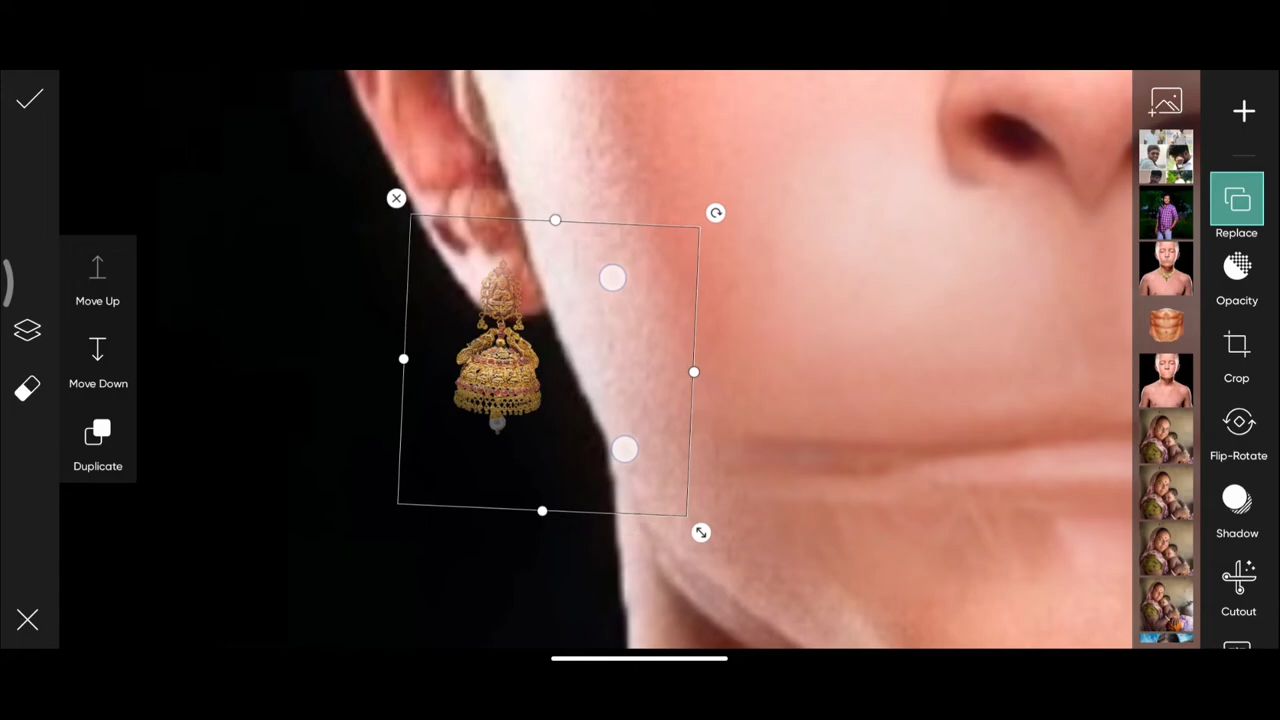 Move Up
Move Down
Duplicate
Replace
Opacity
Crop
Flip-Rotate
Shadow
Cutout